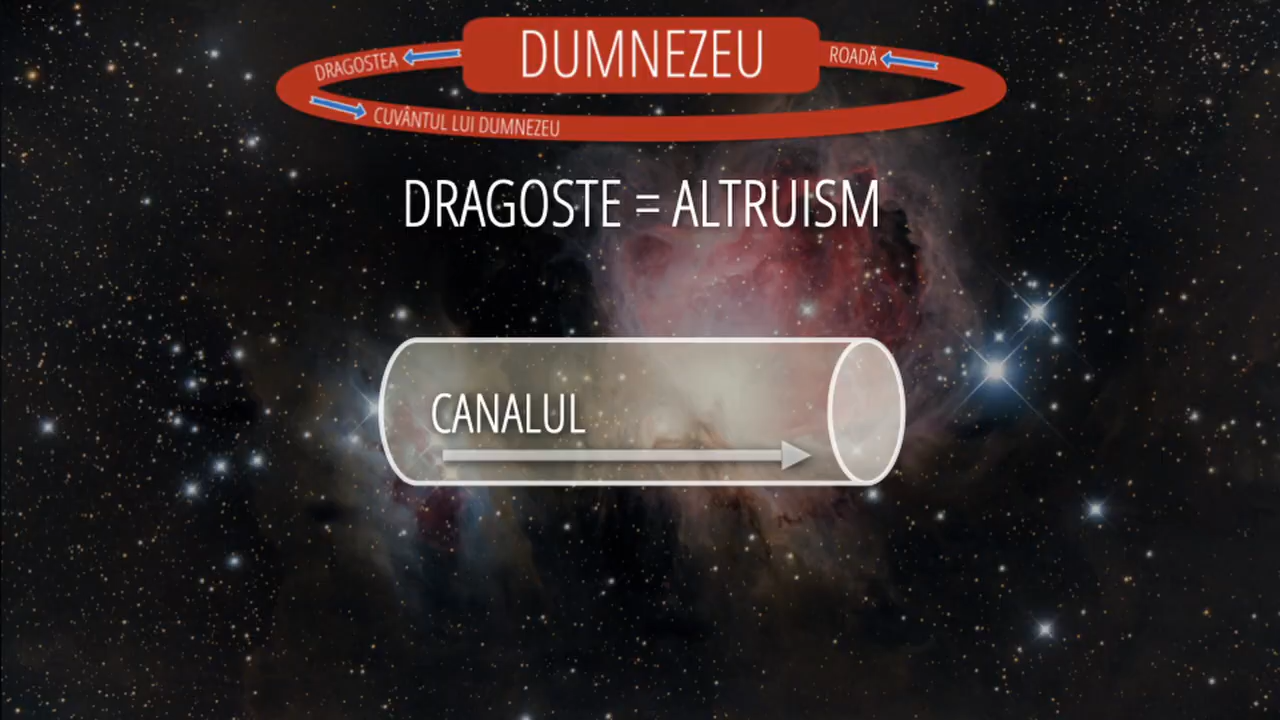 DUMNEZEU
DRAGOSTEA
ROADĂ
CUVÂNTUL LUI DUMNEZEU
DRAGOSTE = ALTRUISM
CANALUL